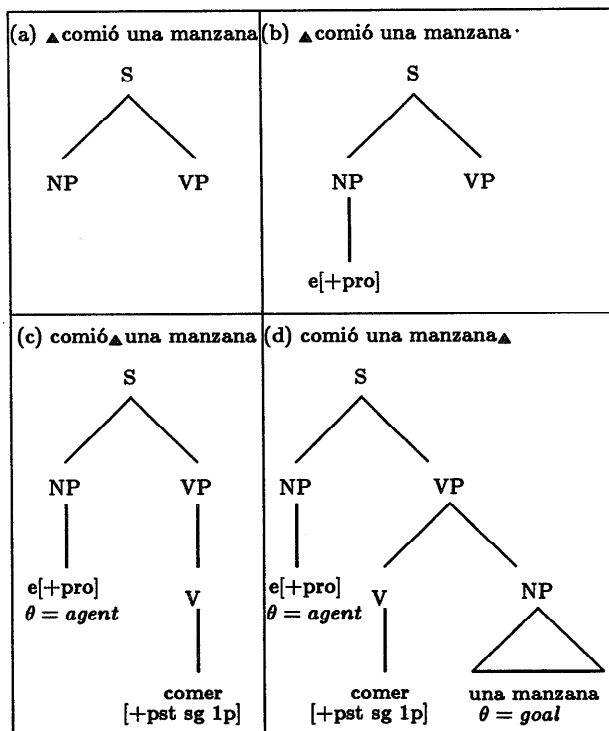 (a) ▲comió una manzana
S
NP VP
(b) ▲comió una manzana
S
NP VP
e[+pro]
(c) comió▲una manzana
S
NP VP
e[+pro] V
θ = agent
comer
[+pst sg 1p]
(d) comió una manzana▲
S
NP VP
e[+pro] V NP
θ = agent
comer una manzana
[+pst sg 1p] θ = goal